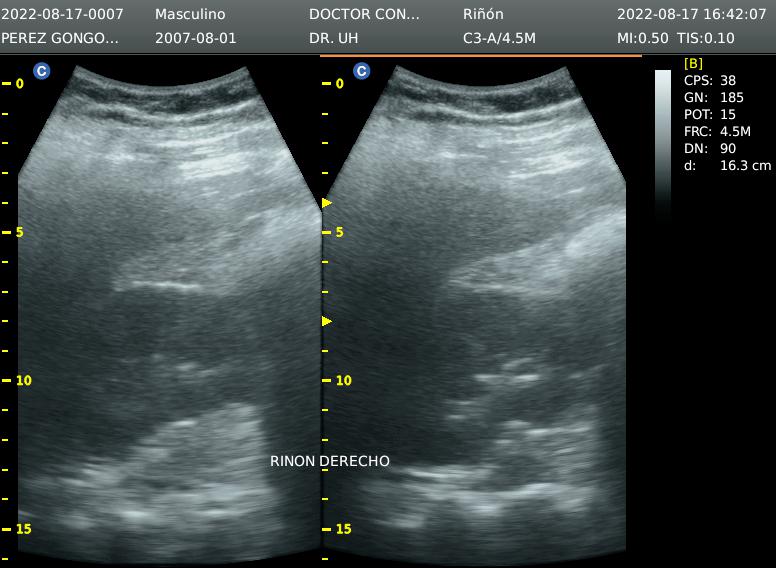 2022-08-17-0007 Masculino DOCTOR CON... Riñón 2022-08-17 16:42:07
PEREZ GONGO... 2007-08-01 DR. UH C3-A/4.5M MI:0.50 TIS:0.10
C C [B]
0 0 CPS: 38
GN: 185
POT: 15
FRC: 4.5M
DN: 90
d: 16.3 cm
5 5
10 10
RINON DERECHO
15 15